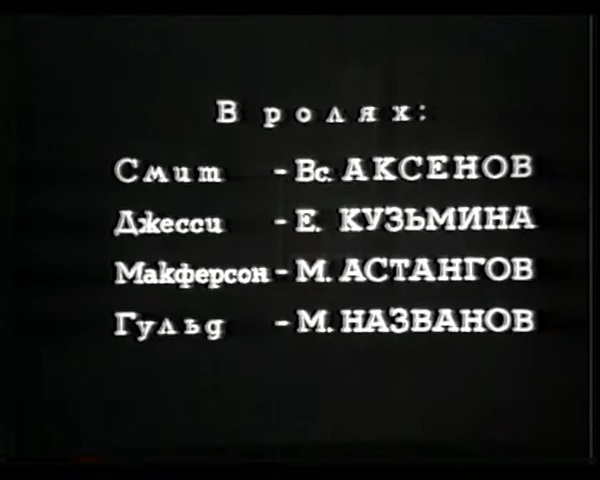 В ролях:
Смит - Вс. АКСЕНОВ
Джесси - Е. КУЗЬМИНА
Макферсон - М. АСТАНГОВ
Гульд - М. НАЗВАНОВ